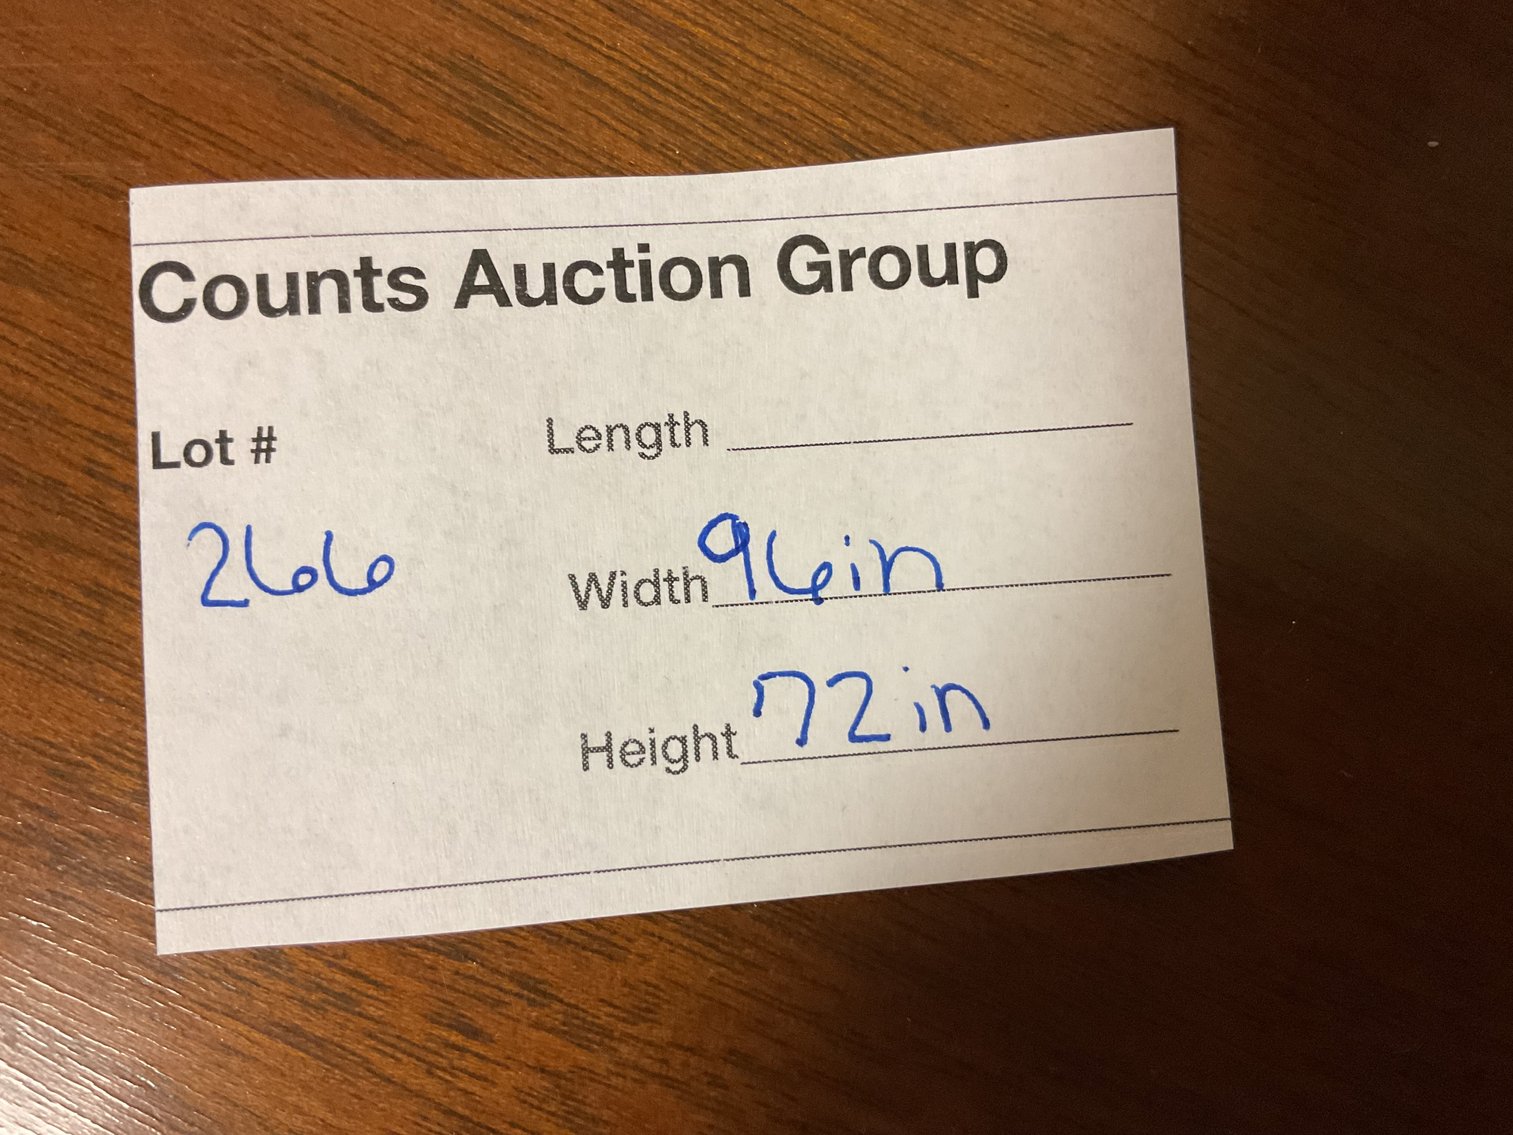 Counts Auction Group
Lot #
266
Length
Width 96in
Height 72in